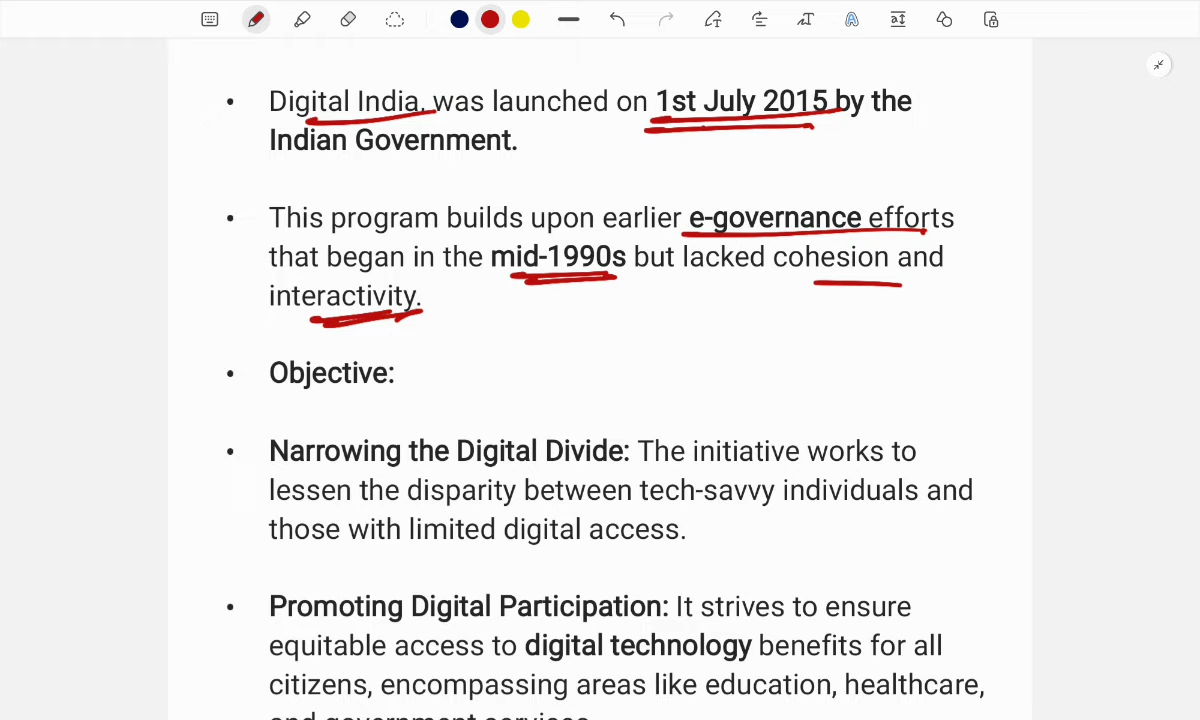 • Digital India, was launched on 1st July 2015 by the
Indian Government.
• This program builds upon earlier e-governance efforts
that began in the mid-1990s but lacked cohesion and
interactivity.
• Objective:
• Narrowing the Digital Divide: The initiative works to
lessen the disparity between tech-savvy individuals and
those with limited digital access.
• Promoting Digital Participation: It strives to ensure
equitable access to digital technology benefits for all
citizens, encompassing areas like education, healthcare,
and government services.